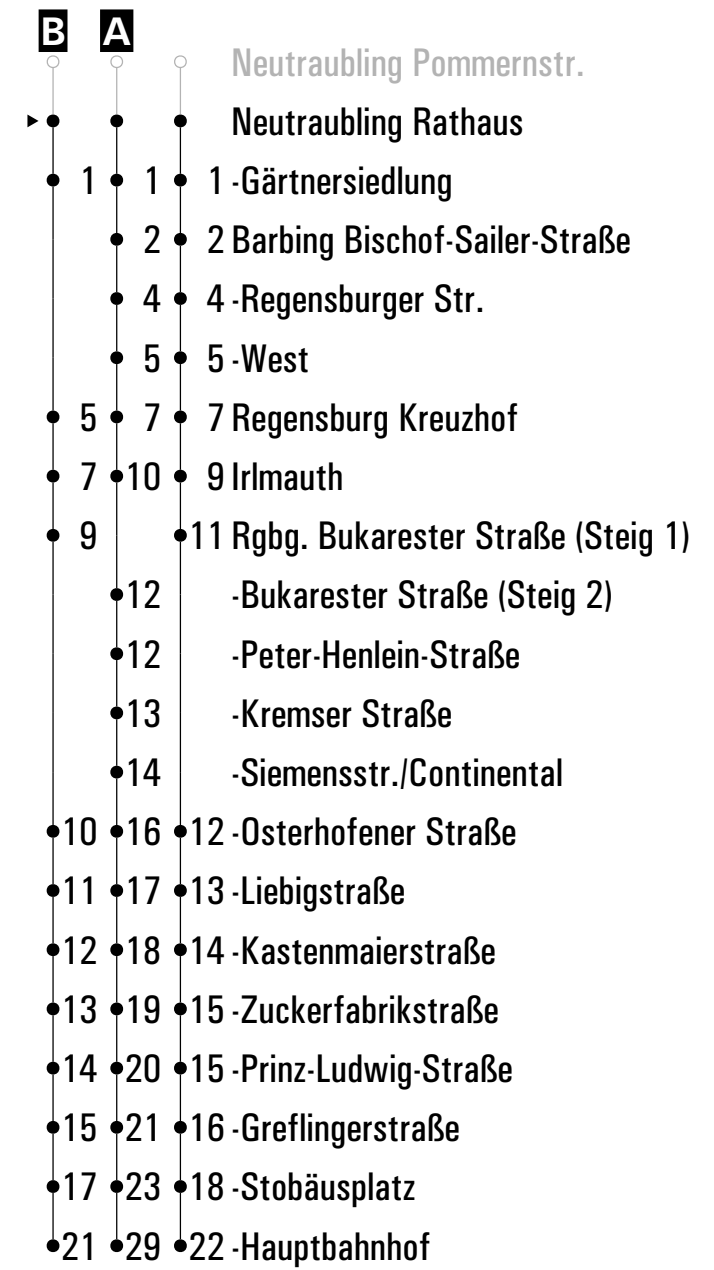 B A
Neutraubling Pommernstr.
Neutraubling Rathaus
1 1 1 -Gärtnersiedlung
2 2 Barbing Bischof-Sailer-Straße
4 4 -Regensburger Str.
5 5 -West
5 7 7 Regensburg Kreuzhof
7 10 9 Irlmauth
9 11 Rgbg. Bukarester Straße (Steig 1)
12 -Bukarester Straße (Steig 2)
12 -Peter-Henlein-Straße
13 -Kremser Straße
14 -Siemensstr./Continental
10 16 12 -Osterhofener Straße
11 17 13 -Liebigstraße
12 18 14 -Kastenmaierstraße
13 19 15 -Zuckerfabrikstraße
14 20 15 -Prinz-Ludwig-Straße
15 21 16 -Greflingerstraße
17 23 18 -Stobäusplatz
21 29 22 -Hauptbahnhof